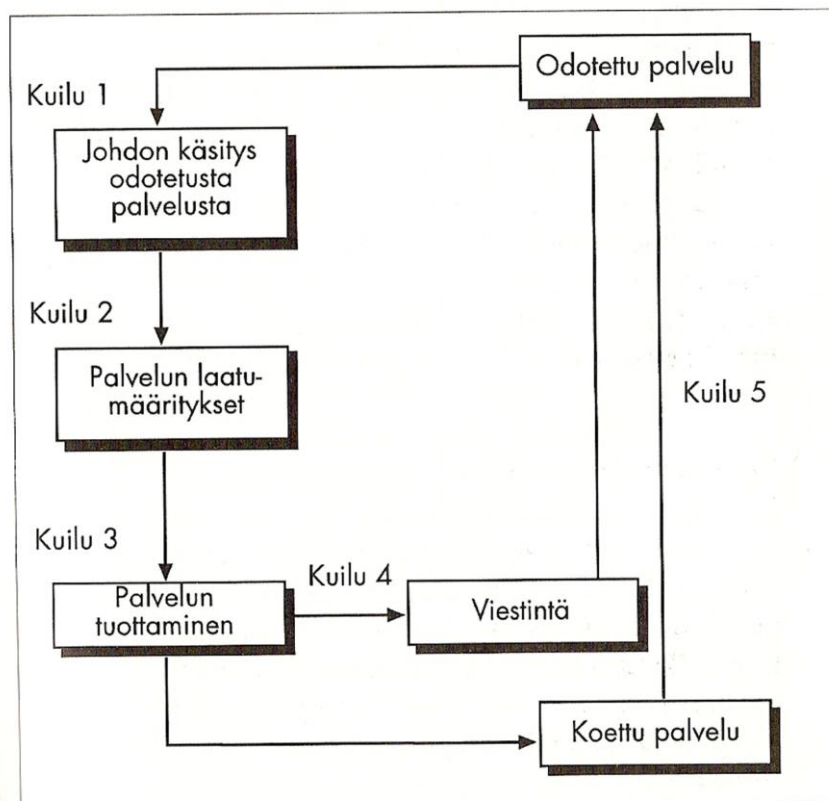 Odotettu palvelu
Kuilu 1
Johdon käsitys
odotetusta
palvelusta
Kuilu 2
Palvelun laatu-
määritykset
Kuilu 5
Kuilu 3
Palvelun
tuottaminen
Kuilu 4
Viestintä
Koettu palvelu